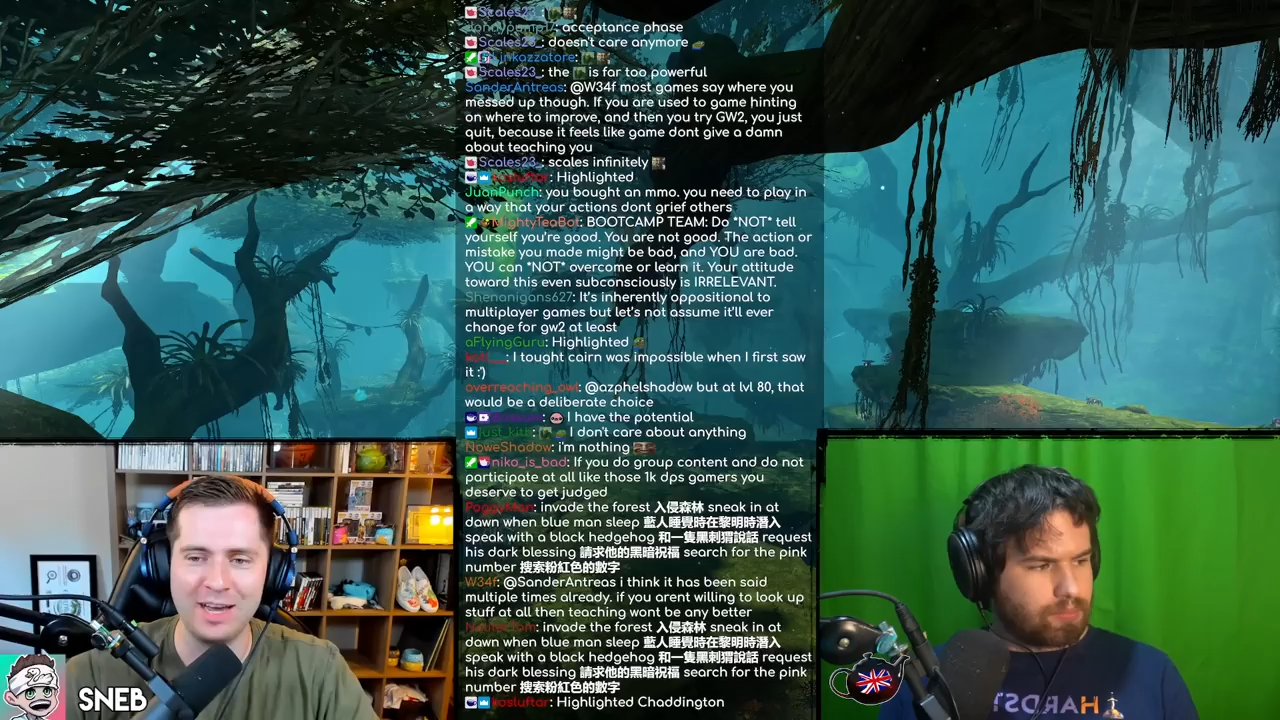 Scales23_:
acceptance phase
Scales23_: doesn't care anymore
inkazzatore:
Scales23_: the is far too powerful
SanderAntreas: @W34f most games say where you
messed up though. If you are used to game hinting
on where to improve, and then you try GW2, you just
quit, because it feels like game dont give a damn
about teaching you
Scales23_: scales infinitely
kosluftar: Highlighted
JuanPunch: you bought an mmo. you need to play in
a way that your actions dont grief others
MightyTeaBot: BOOTCAMP TEAM: Do *NOT* tell
yourself you're good. You are not good. The action or
mistake you made might be bad, and YOU are bad.
YOU can *NOT* overcome or learn it. Your attitude
toward this even subconsciously is IRRELEVANT.
Shenanigans627: It's inherently oppositional to
multiplayer games but let's not assume it'll ever
change for gw2 at least
aFlyingGuru: Highlighted
: I tought cairn was impossible when I first saw
it :')
overreaching_owl: @azphelshadow but at lvl 80, that
would be a deliberate choice
: I have the potential
just_kitti: I don't care about anything
NoweShadow: i'm nothing
niko_is_bad: If you do group content and do not
participate at all like those 1k dps gamers you
deserve to get judged
: invade the forest 入侵森林 sneak in at
dawn when blue man sleep 藍人睡覺時在黎明時潛入
speak with a black hedgehog 和一隻黑刺猬說話 request
his dark blessing 請求他的黑暗祝福 search for the pink
number 搜索粉紅色的數字
W34f: @SanderAntreas i think it has been said
multiple times already. if you arent willing to look up
stuff at all then teaching wont be any better
: invade the forest 入侵森林 sneak in at
dawn when blue man sleep 藍人睡覺時在黎明時潛入
speak with a black hedgehog 和一隻黑刺猬說話 request
his dark blessing 請求他的黑暗祝福 search for the pink
number 搜索粉紅色的數字
kosluftar: Highlighted Chaddington
SNEB
HARDST